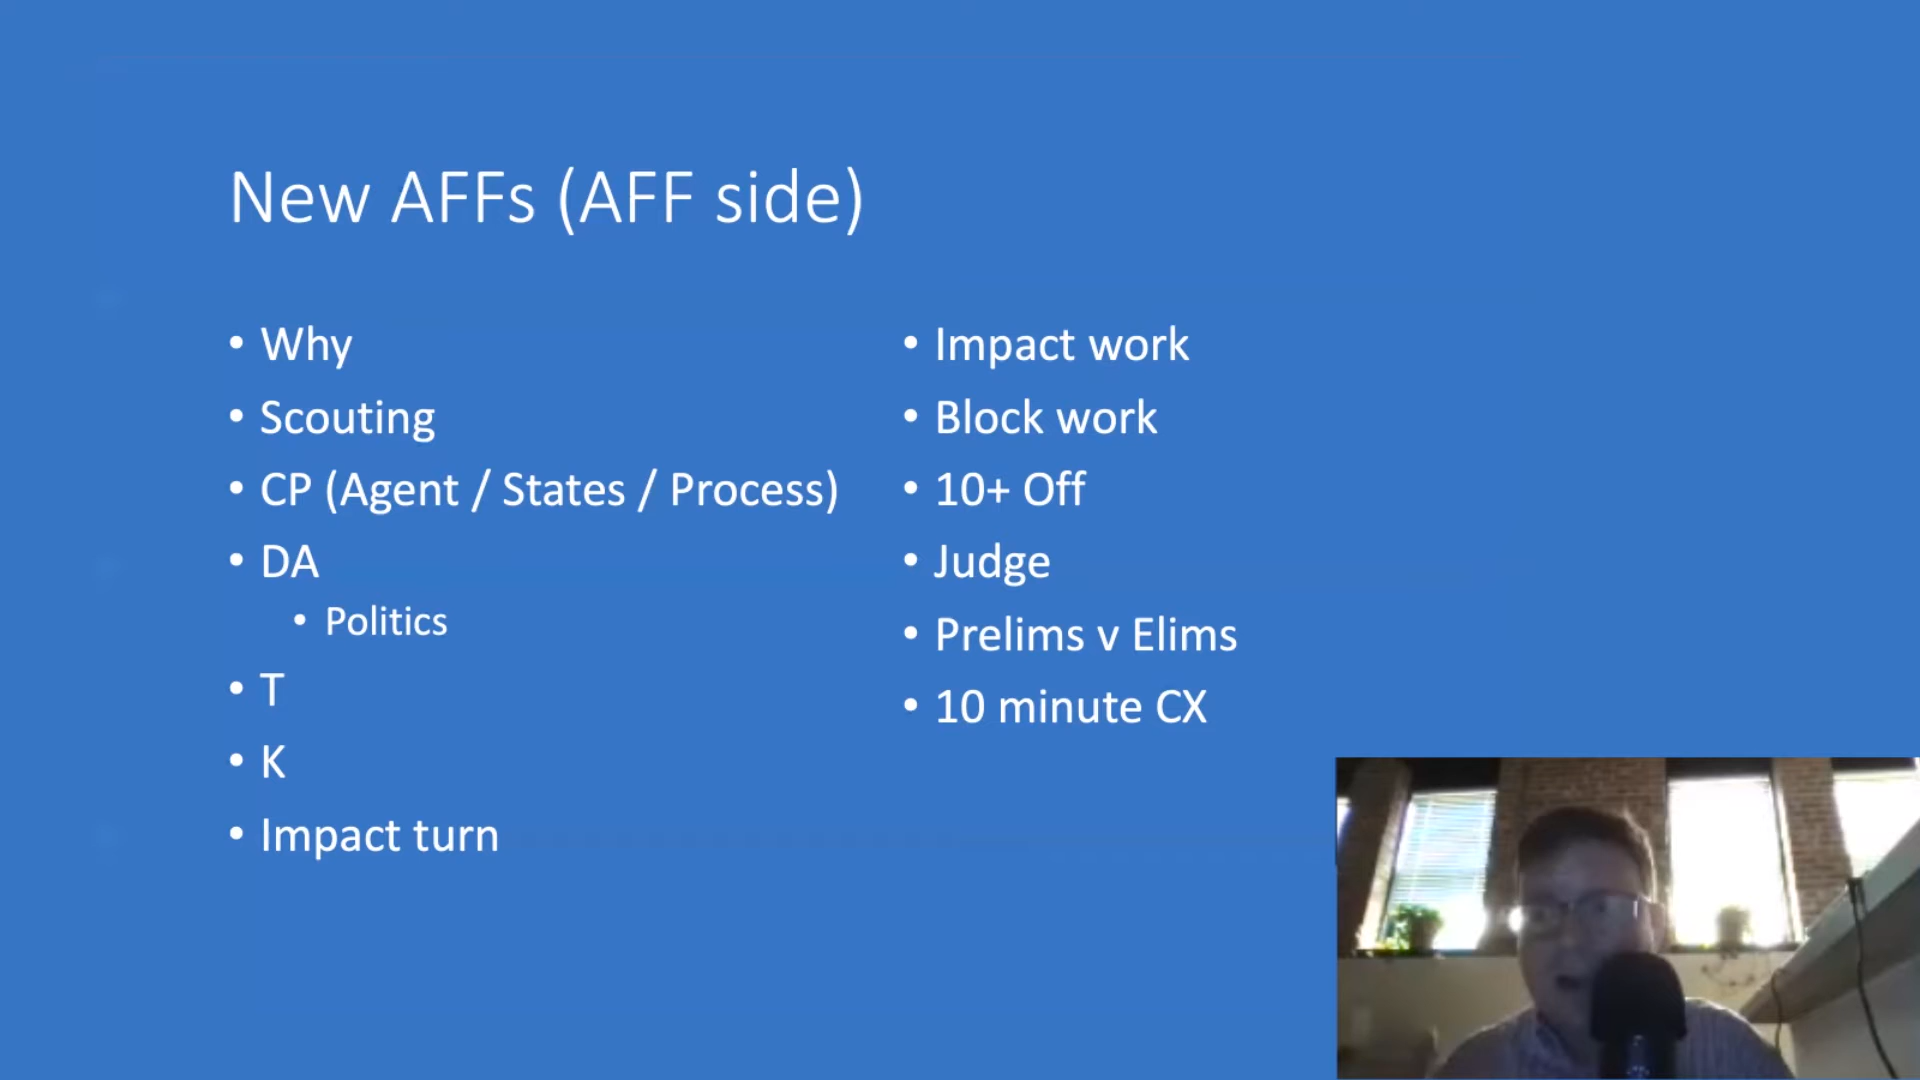 New AFFs (AFF side)
• Why
• Scouting
• CP (Agent / States / Process)
• DA
• Politics
• T
• K
• Impact turn
• Impact work
• Block work
• 10+ Off
• Judge
• Prelims v Elims
• 10 minute CX